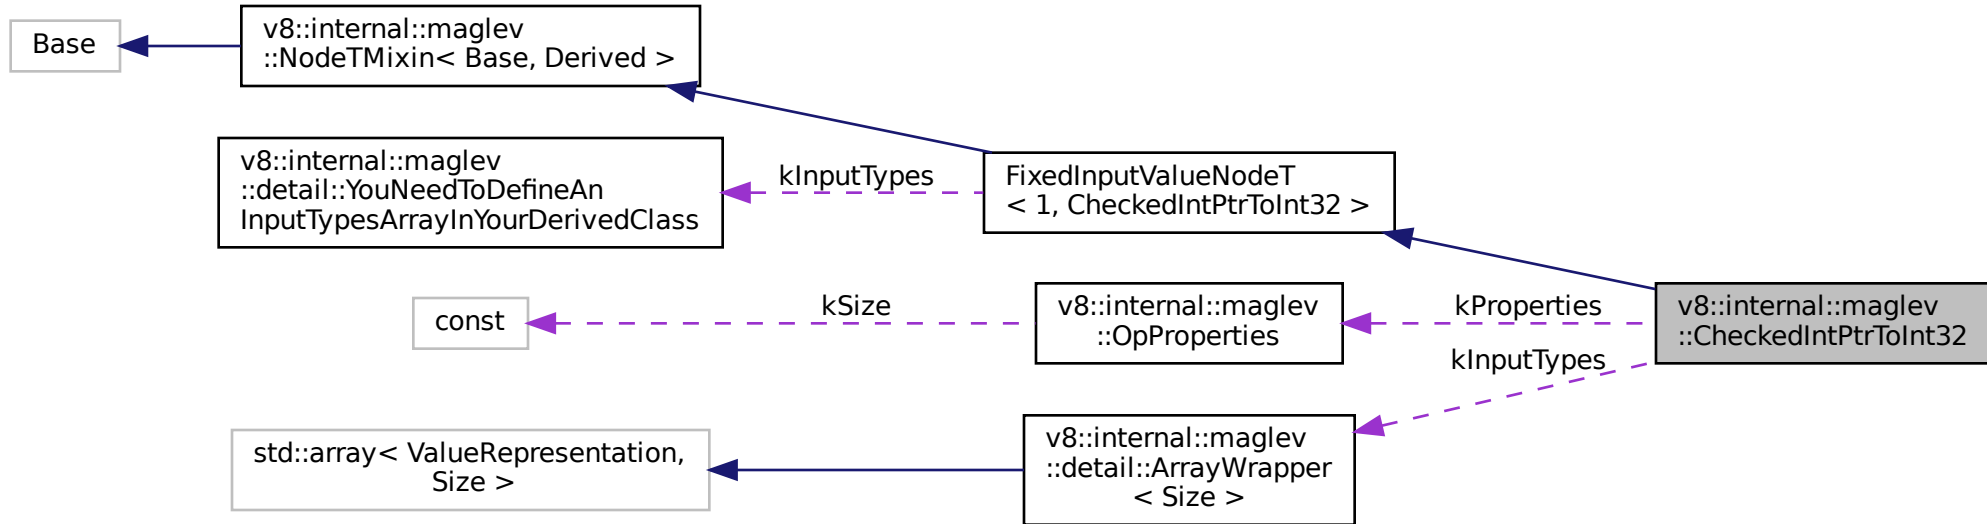 Base
v8::internal::maglev
::NodeTMixin< Base, Derived >
v8::internal::maglev
::detail::YouNeedToDefineAn
InputTypesArrayInYourDerivedClass
kInputTypes
FixedInputValueNodeT
< 1, CheckedIntPtrToInt32 >
const
kSize
v8::internal::maglev
::OpProperties
kProperties
v8::internal::maglev
::CheckedIntPtrToInt32
kInputTypes
std::array< ValueRepresentation,
Size >
v8::internal::maglev
::detail::ArrayWrapper
< Size >